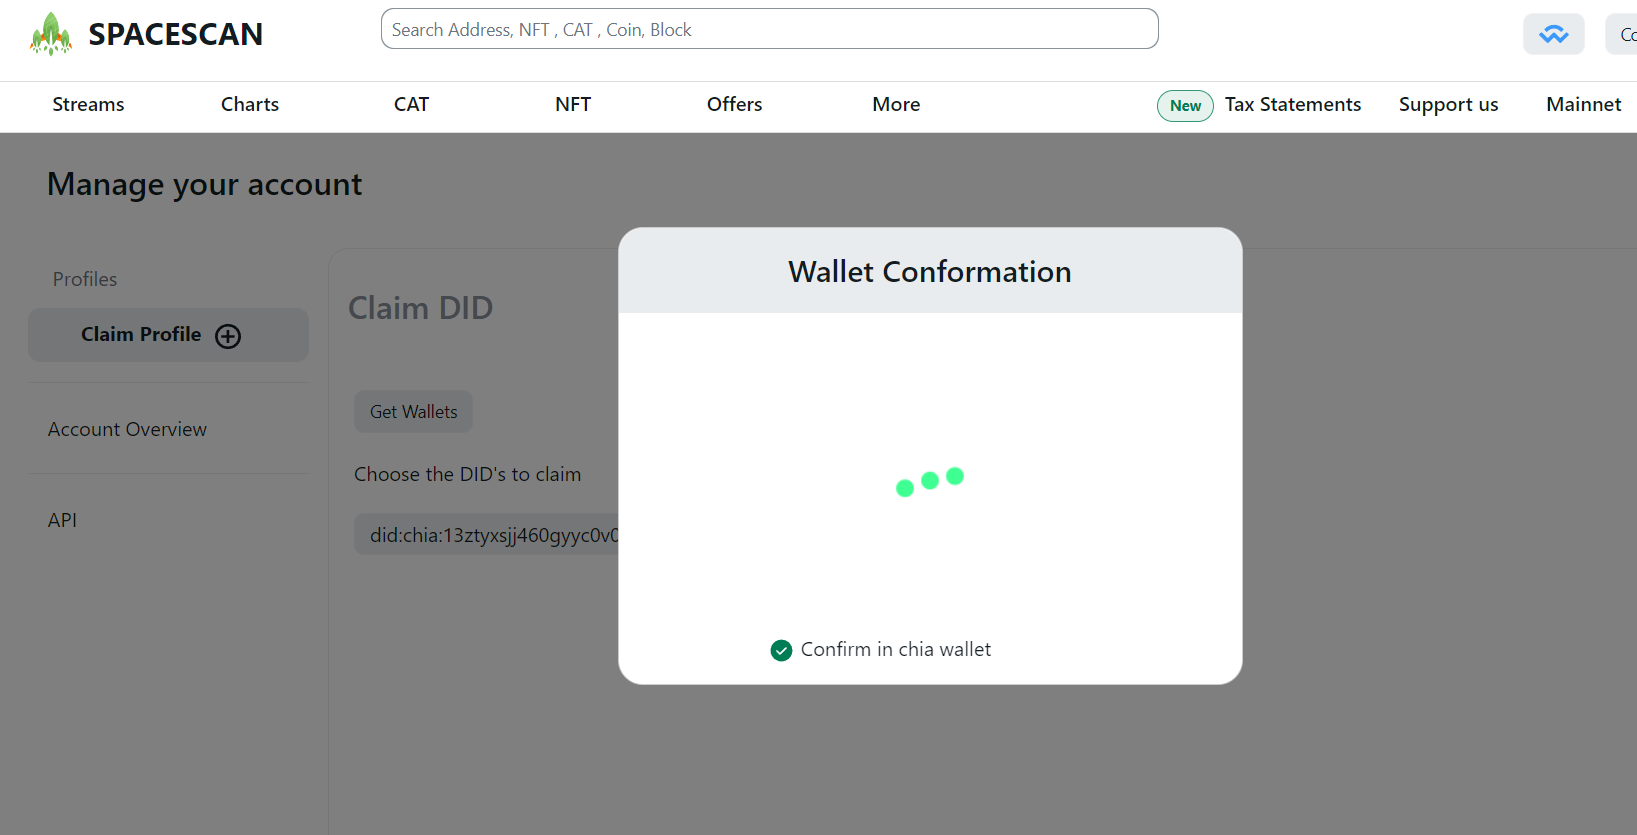 SPACESCAN
Search Address, NFT , CAT , Coin, Block
Streams Charts CAT NFT Offers More New Tax Statements Support us Mainnet
Manage your account
Profiles
Claim Profile
Account Overview
API
Claim DID
Get Wallets
Choose the DID's to claim
did:chia:13ztyxsjj460gyyc0v0
Wallet Conformation
Confirm in chia wallet